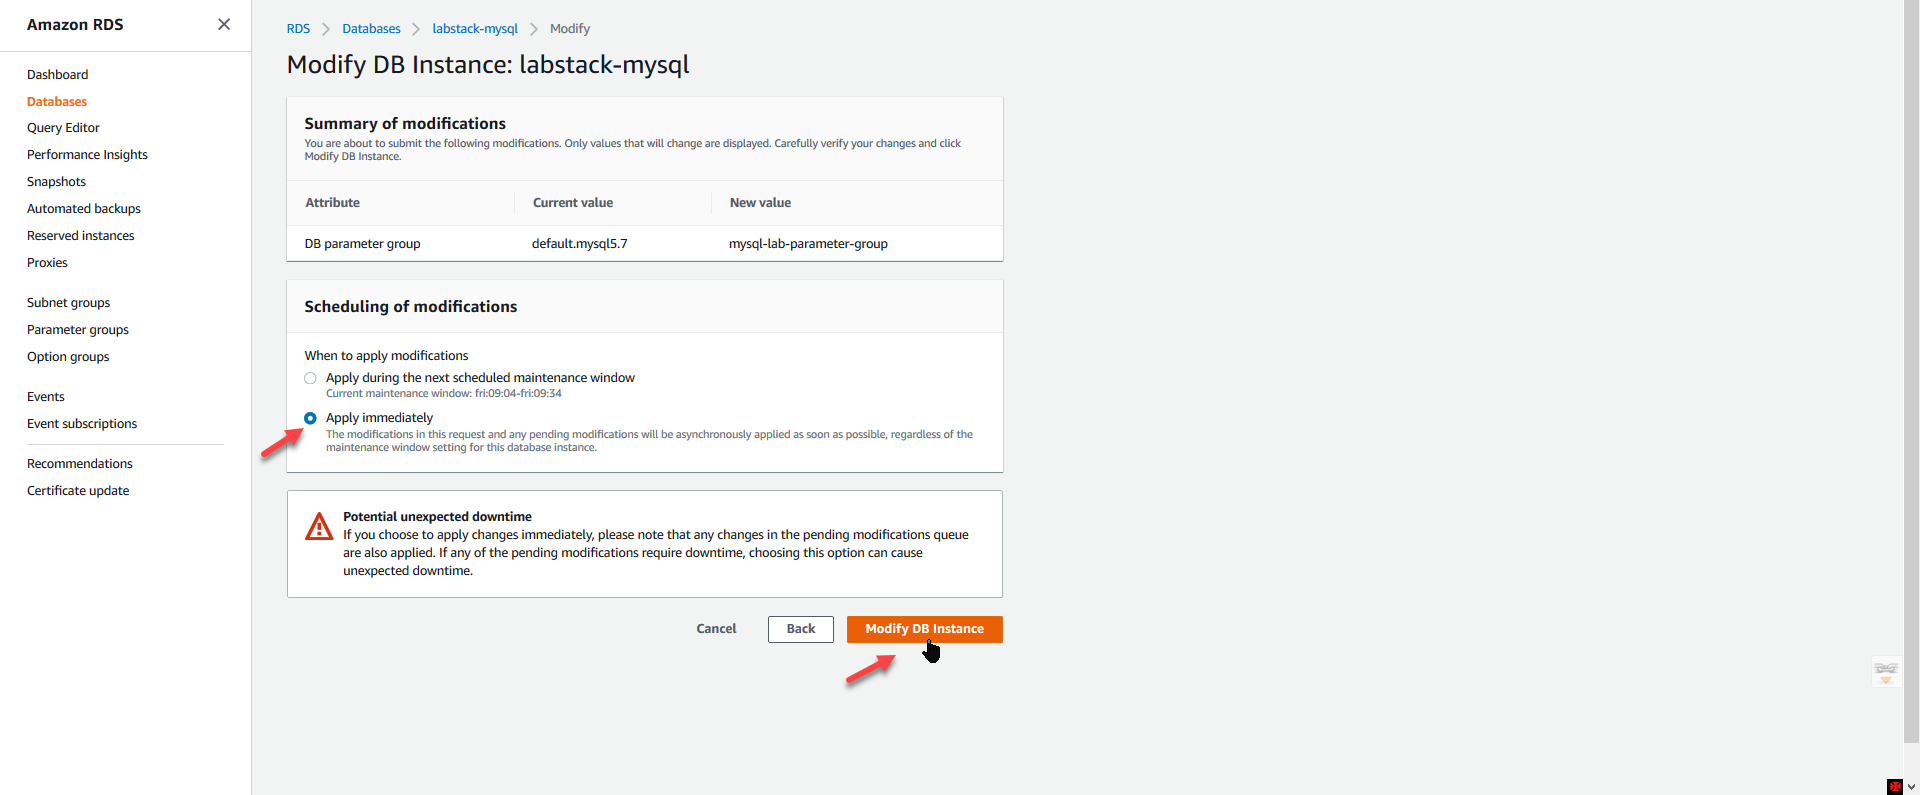 Amazon RDS
Dashboard
Databases
Query Editor
Performance Insights
Snapshots
Automated backups
Reserved instances
Proxies
Subnet groups
Parameter groups
Option groups
Events
Event subscriptions
Recommendations
Certificate update
RDS > Databases > labstack-mysql > Modify
Modify DB Instance: labstack-mysql
Summary of modifications
You are about to submit the following modifications. Only values that will change are displayed. Carefully verify your changes and click
Modify DB Instance.
Attribute Current value New value
DB parameter group default.mysql5.7 mysql-lab-parameter-group
Scheduling of modifications
When to apply modifications
Apply during the next scheduled maintenance window
Current maintenance window: fri:09:04-fri:09:34
Apply immediately
The modifications in this request and any pending modifications will be asynchronously applied as soon as possible, regardless of the
maintenance window setting for this database instance.
Potential unexpected downtime
If you choose to apply changes immediately, please note that any changes in the pending modifications queue
are also applied. If any of the pending modifications require downtime, choosing this option can cause
unexpected downtime.
Cancel Back Modify DB Instance